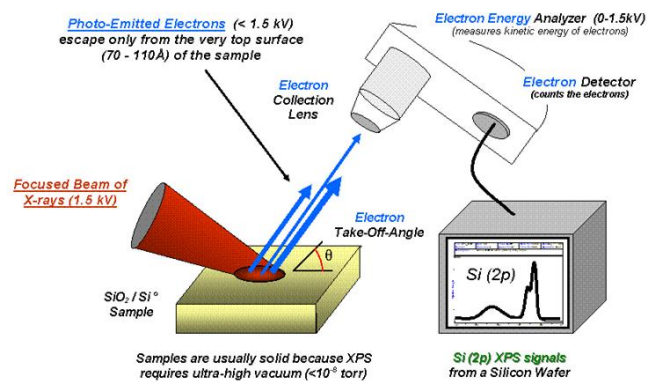 Photo-Emitted Electrons (< 1.5 kV)
escape only from the very top surface
(70 - 110Å) of the sample
Electron Energy Analyzer (0-1.5kV)
(measures kinetic energy of electrons)
Electron
Collection
Lens
Electron Detector
(counts the electrons)
Focused Beam of
X-rays (1.5 kV)
Electron
Take-Off-Angle
θ
Si (2p)
SiO₂ / Si°
Sample
Samples are usually solid because XPS
requires ultra-high vacuum (<10⁻⁸ torr)
Si (2p) XPS signals
from a Silicon Wafer